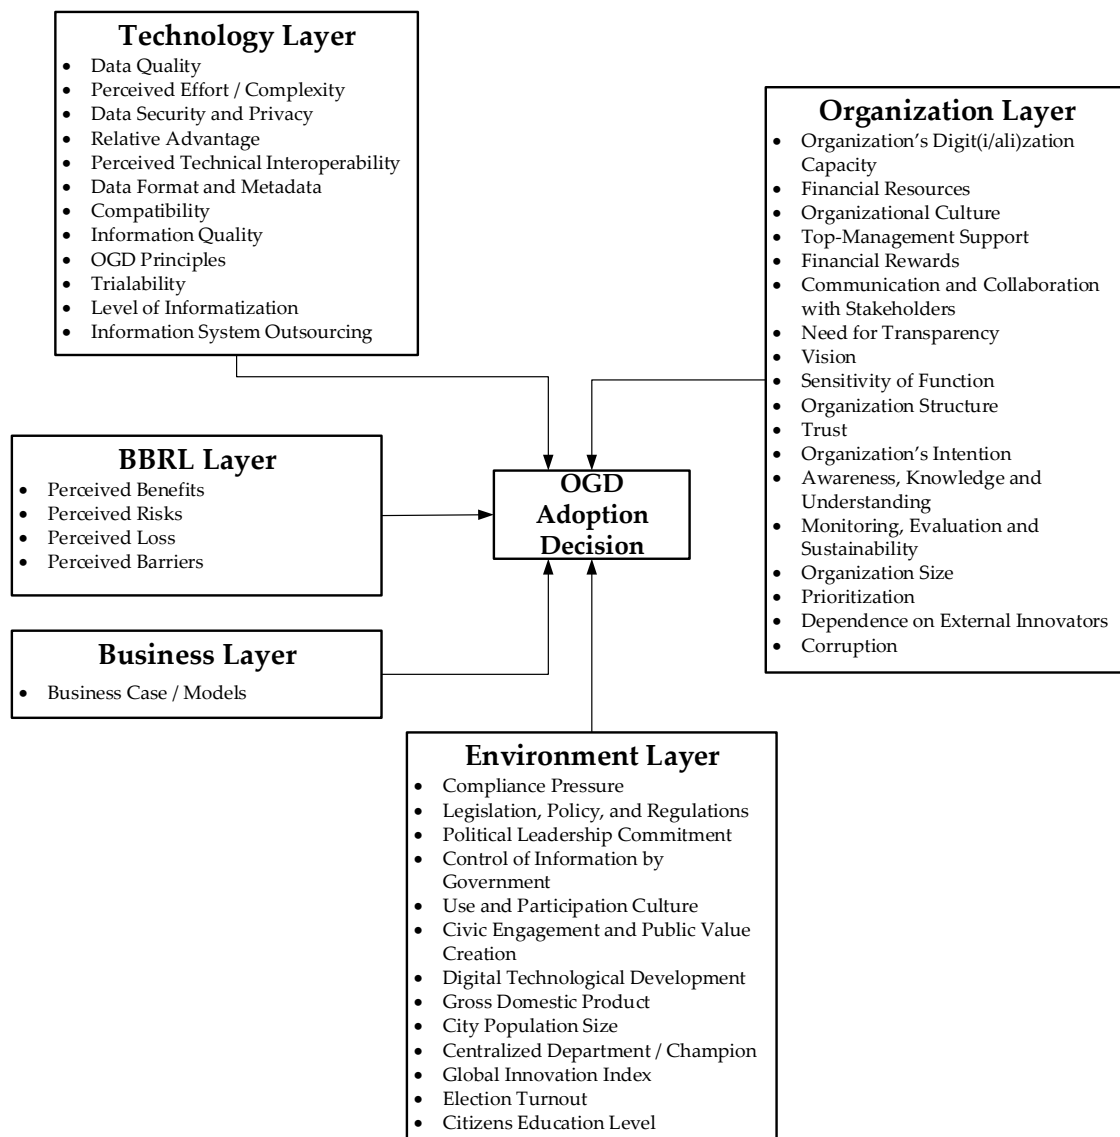 Technology Layer
• Data Quality
• Perceived Effort / Complexity
• Data Security and Privacy
• Relative Advantage
• Perceived Technical Interoperability
• Data Format and Metadata
• Compatibility
• Information Quality
• OGD Principles
• Trialability
• Level of Informatization
• Information System Outsourcing
Organization Layer
• Organization's Digit(i/ali)zation
Capacity
• Financial Resources
• Organizational Culture
• Top-Management Support
• Financial Rewards
• Communication and Collaboration
with Stakeholders
• Need for Transparency
• Vision
• Sensitivity of Function
• Organization Structure
• Trust
• Organization's Intention
• Awareness, Knowledge and
Understanding
• Monitoring, Evaluation and
Sustainability
• Organization Size
• Prioritization
• Dependence on External Innovators
• Corruption
BBRL Layer
• Perceived Benefits
• Perceived Risks
• Perceived Loss
• Perceived Barriers
OGD
Adoption
Decision
Business Layer
• Business Case / Models
Environment Layer
• Compliance Pressure
• Legislation, Policy, and Regulations
• Political Leadership Commitment
• Control of Information by
Government
• Use and Participation Culture
• Civic Engagement and Public Value
Creation
• Digital Technological Development
• Gross Domestic Product
• City Population Size
• Centralized Department / Champion
• Global Innovation Index
• Election Turnout
• Citizens Education Level